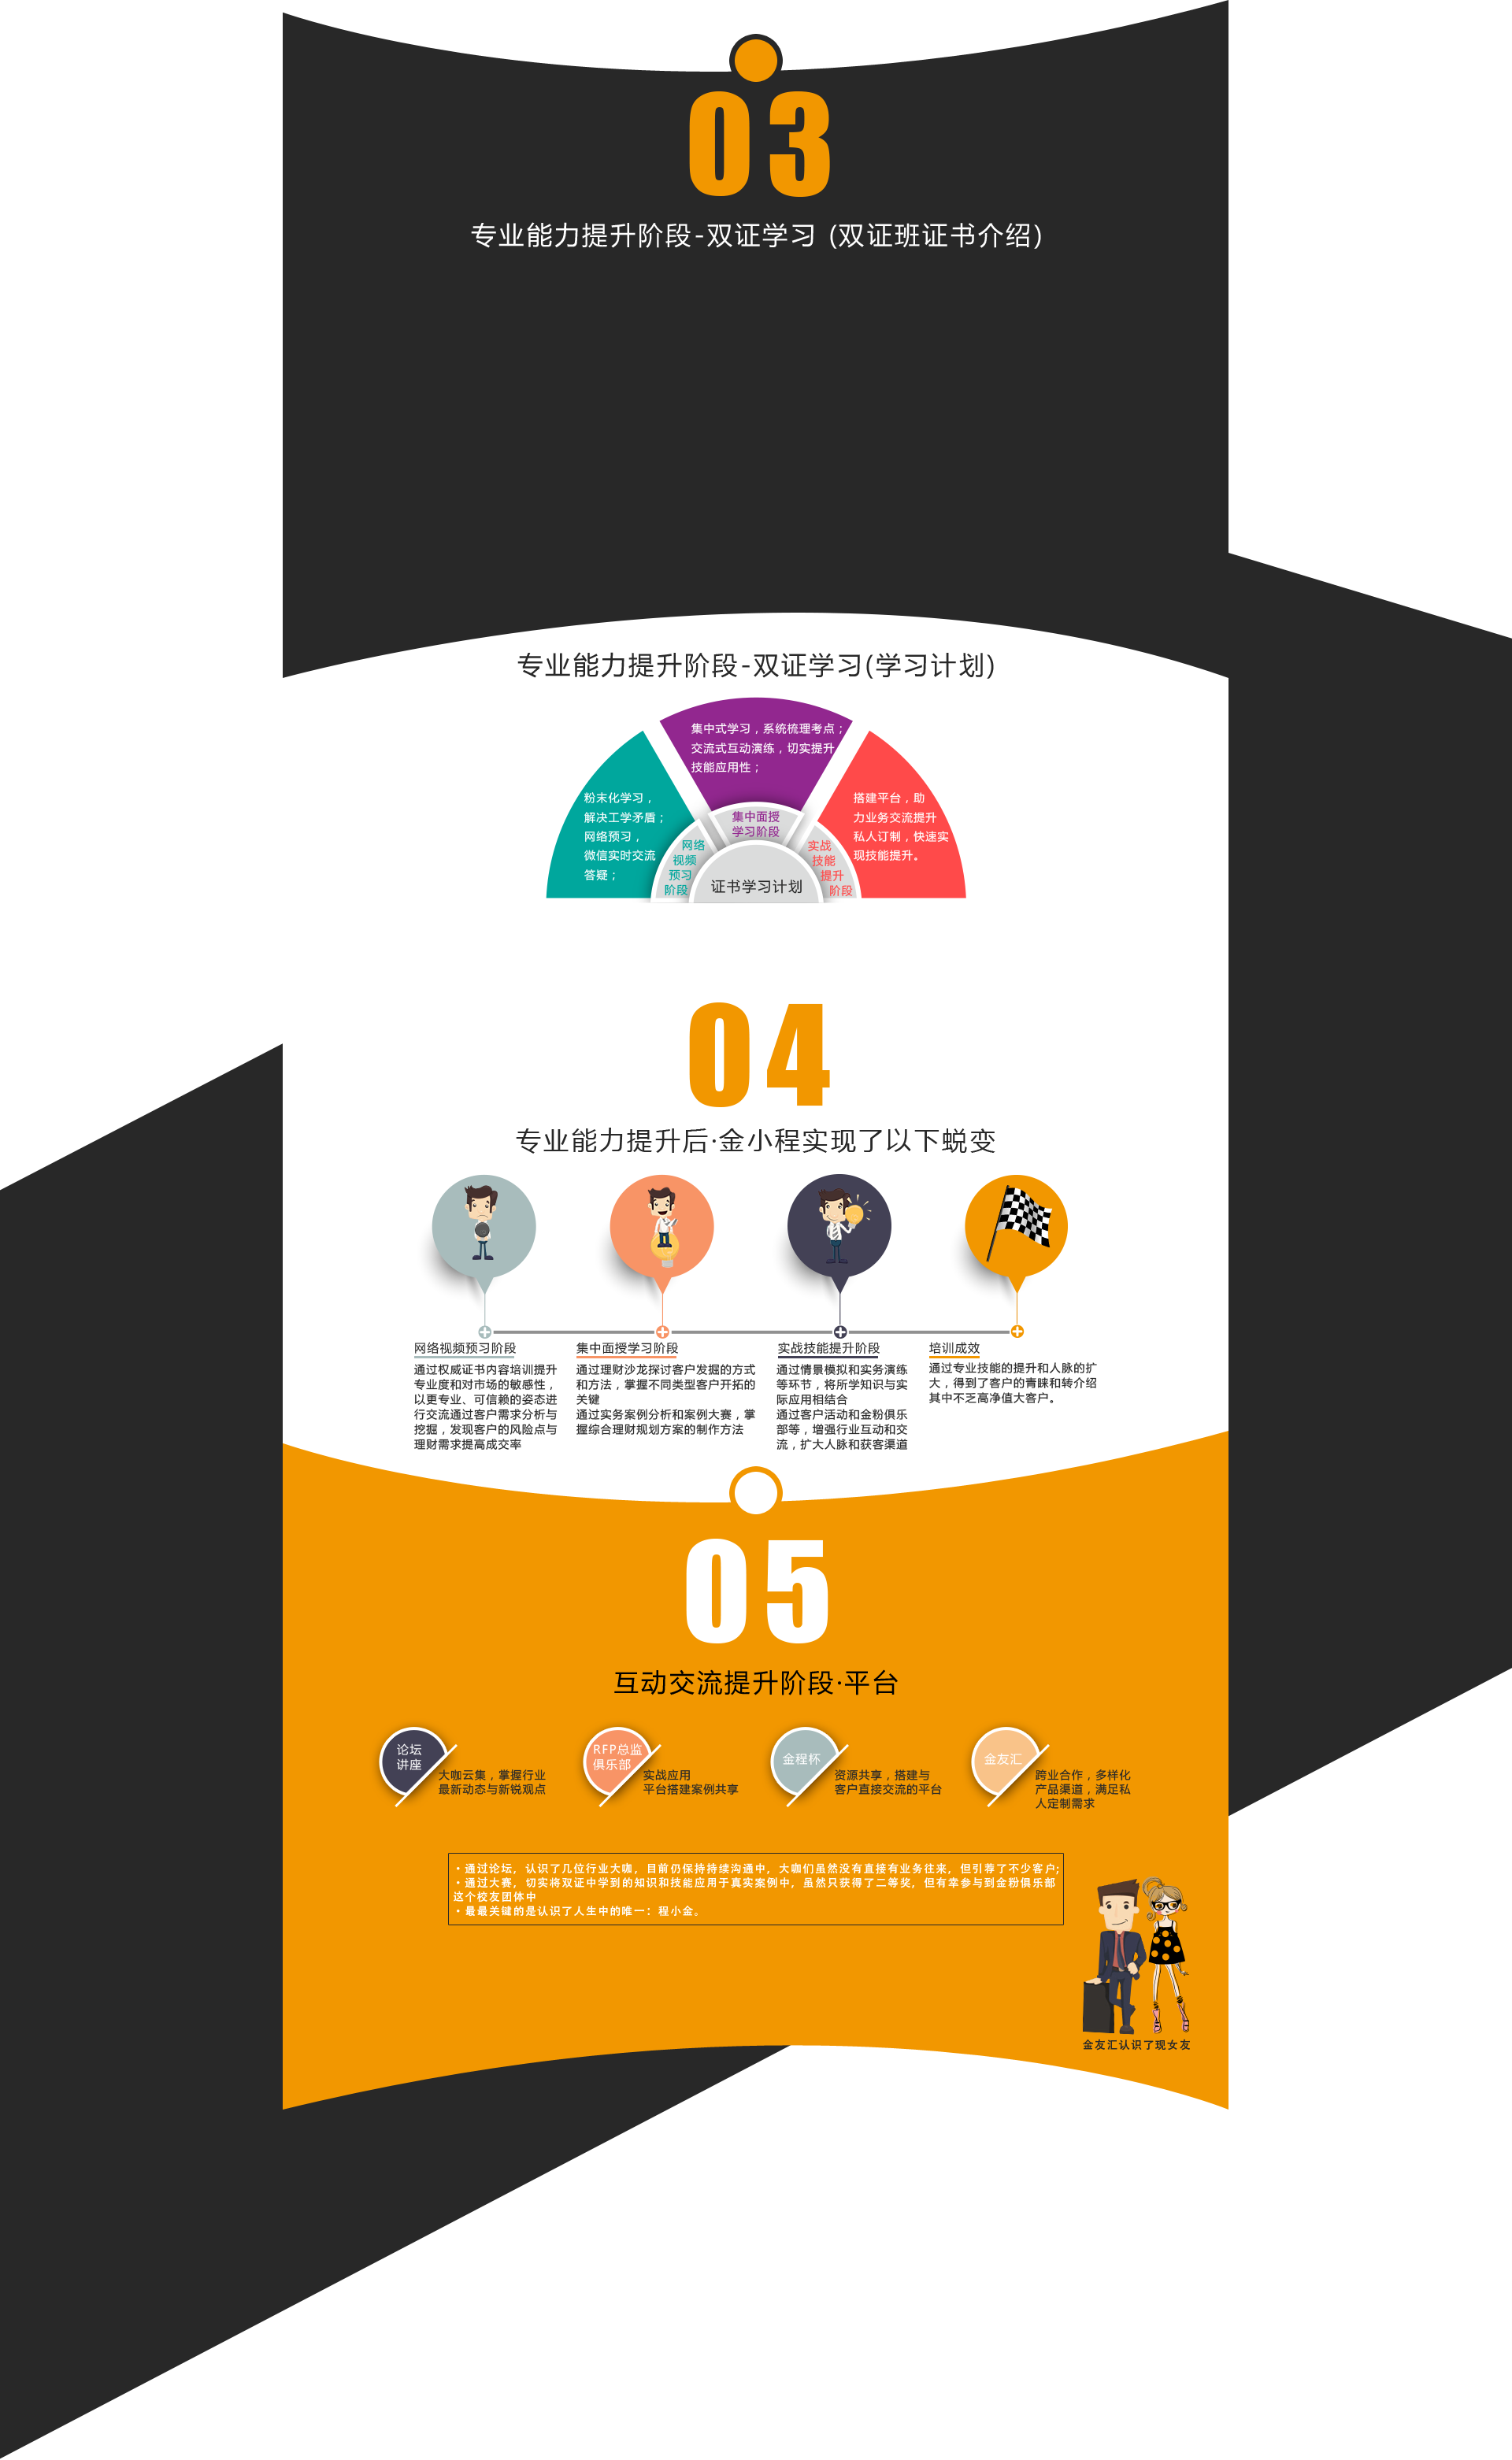 03
专业能力提升阶段-双证学习 (双证班证书介绍)
专业能力提升阶段-双证学习(学习计划)
集中式学习，系统梳理考点；
交流式互动演练，切实提升
技能应用性；
粉末化学习，
解决工学矛盾；
网络预习，
微信实时交流
答疑；
搭建平台，助
力业务交流提升
私人订制，快速实
现技能提升。
网络
视频
预习
阶段
集中面授
学习阶段
实战
技能
提升
阶段
证书学习计划
04
专业能力提升后·金小程实现了以下蜕变
网络视频预习阶段
通过权威证书内容培训提升
专业度和对市场的敏感性，
以更专业、可信赖的姿态进
行交流通过客户需求分析与
挖掘，发现客户的风险点与
理财需求提高成交率
集中面授学习阶段
通过理财沙龙探讨客户发掘的方式
和方法，掌握不同类型客户开拓的
关键
通过实务案例分析和案例大赛，掌
握综合理财规划方案的制作方法
实战技能提升阶段
通过情景模拟和实务演练
等环节，将所学知识与实
际应用相结合
通过客户活动和金粉俱乐
部等，增强行业互动和交
流，扩大人脉和获客渠道
培训成效
通过专业技能的提升和人脉的扩
大，得到了客户的青睐和转介绍
其中不乏高净值大客户。
05
互动交流提升阶段·平台
论坛
讲座
大咖云集，掌握行业
最新动态与新锐观点
RFP总监
俱乐部
实战应用
平台搭建案例共享
金程杯
资源共享，搭建与
客户直接交流的平台
金友汇
跨业合作，多样化
产品渠道，满足私
人定制需求
·通过论坛，认识了几位行业大咖，目前仍保持持续沟通中，大咖们虽然没有直接有业务往来，但引荐了不少客户;
·通过大赛，切实将双证中学到的知识和技能应用于真实案例中，虽然只获得了二等奖，但有幸参与到金粉俱乐部
这个校友团体中
·最最关键的是认识了人生中的唯一：程小金。
金友汇认识了现女友